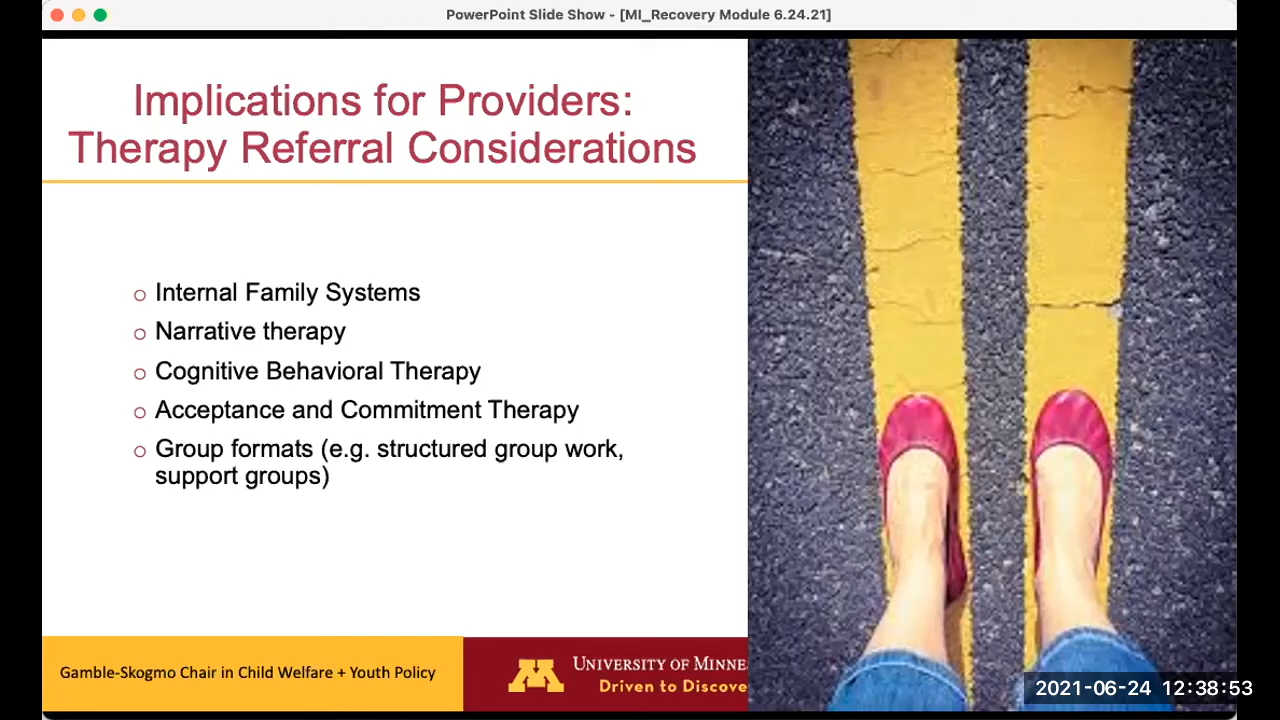 PowerPoint Slide Show - [MI_Recovery Module 6.24.21]
Implications for Providers:
Therapy Referral Considerations
Internal Family Systems
Narrative therapy
Cognitive Behavioral Therapy
Acceptance and Commitment Therapy
Group formats (e.g. structured group work,
support groups)
Gamble-Skogmo Chair in Child Welfare + Youth Policy
M
UNIVERSITY OF MINNE
Driven to Discove
2021-06-24 12:38:53